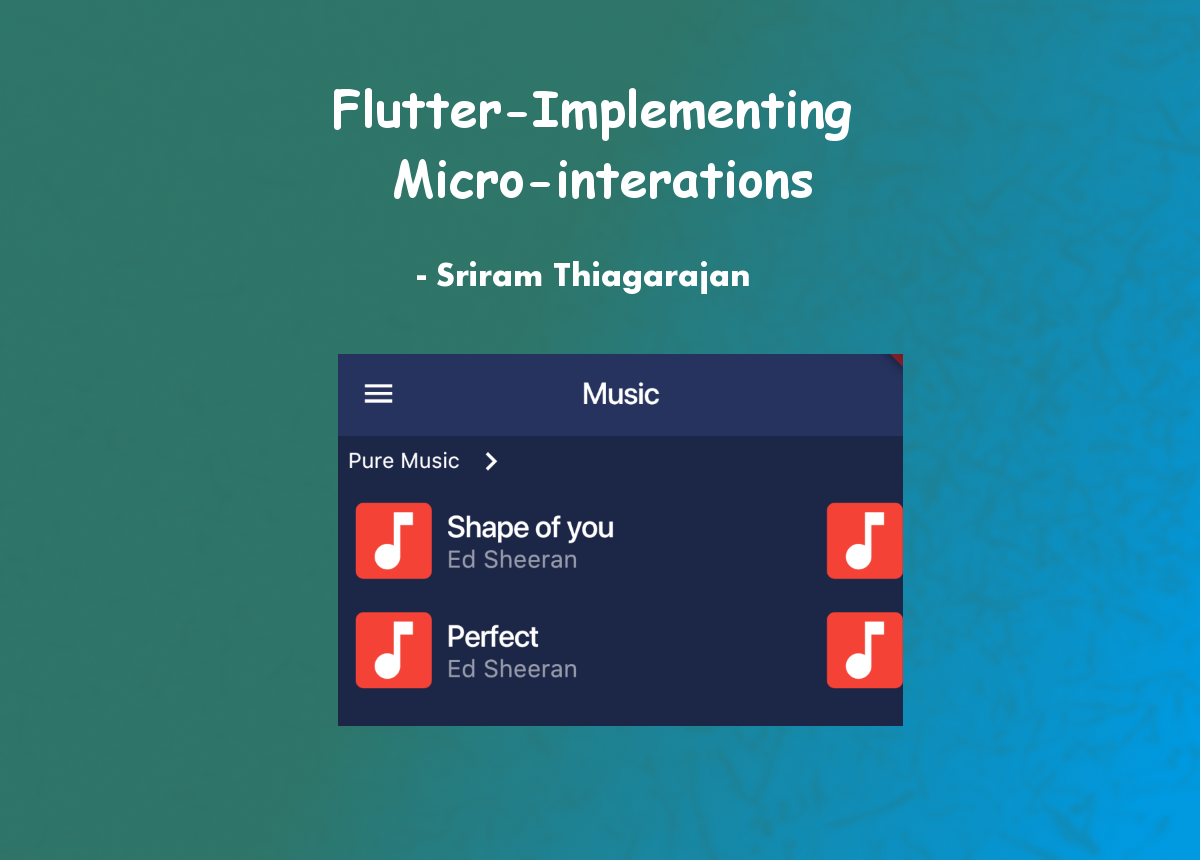 Flutter-Implementing
Micro-interations
- Sriram Thiagarajan
Music
Pure Music
Shape of you
Ed Sheeran
Perfect
Ed Sheeran